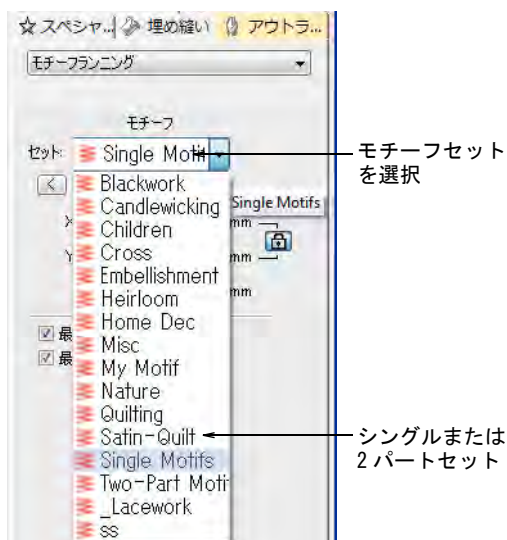 スペシャ... 埋め縫い アウトラ...
モチーフランニング
モチーフ
セット: Single Motif
モチーフセット
を選択
<
Blackwork
Candlewicking
Single Motifs
Children
mm
Cross
mm
Embellishment
Heirloom
mm
Home Dec
最
Misc
最
My Motif
Nature
Quilting
Satin-Quilt
シングルまたは
2 パートセット
Single Motifs
Two-Part Motif
_Lacework
ss